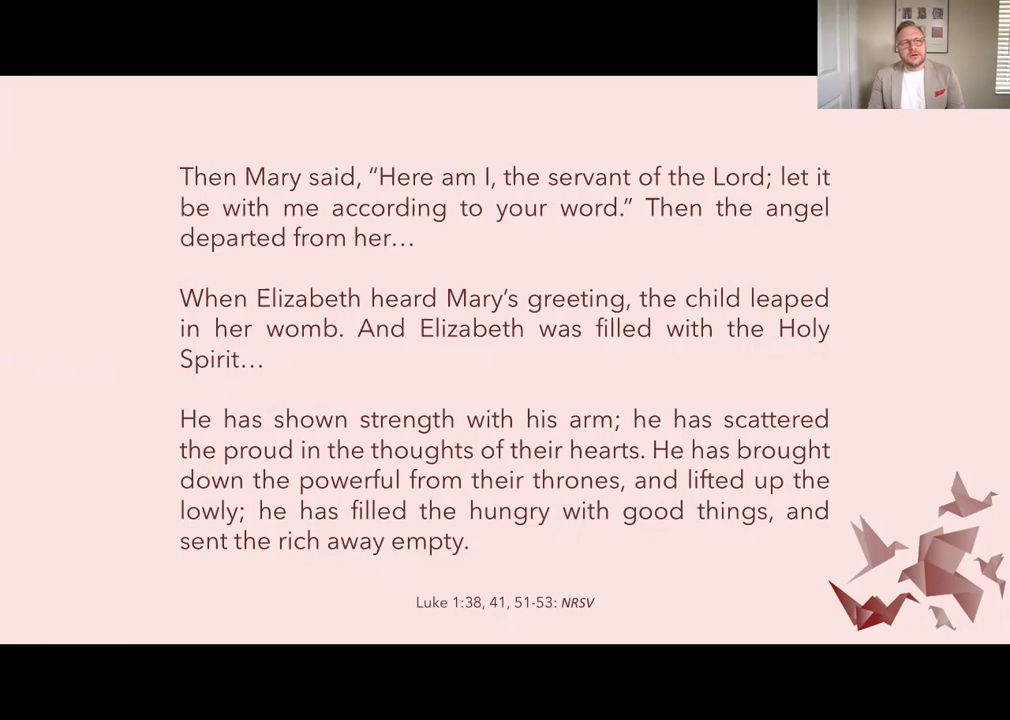 Then Mary said, “Here am I, the servant of the Lord; let it
be with me according to your word.” Then the angel
departed from her…
When Elizabeth heard Mary’s greeting, the child leaped
in her womb. And Elizabeth was filled with the Holy
Spirit…
He has shown strength with his arm; he has scattered
the proud in the thoughts of their hearts. He has brought
down the powerful from their thrones, and lifted up the
lowly; he has filled the hungry with good things, and
sent the rich away empty.
Luke 1:38, 41, 51-53: NRSV